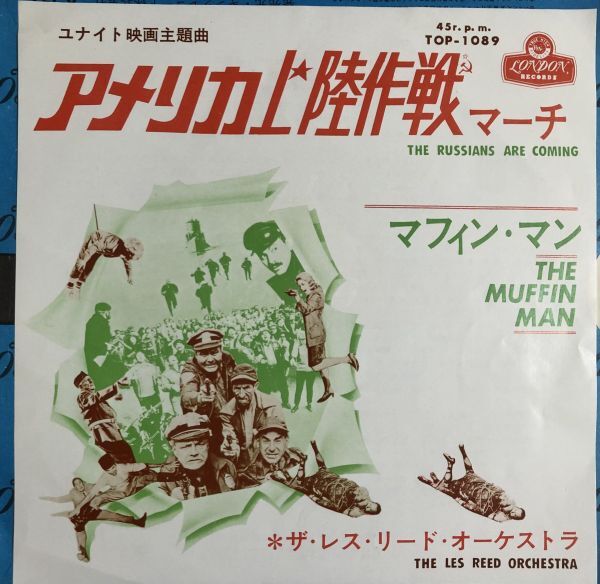 45r.p.m.
TOP-1089
LONDON
RECORDS
ユナイト映画主題曲
アメリカ上陸作戦マーチ
THE RUSSIANS ARE COMING
マフィン・マン
THE
MUFFIN
MAN
*ザ・レス・リード・オーケストラ
THE LES REED ORCHESTRA